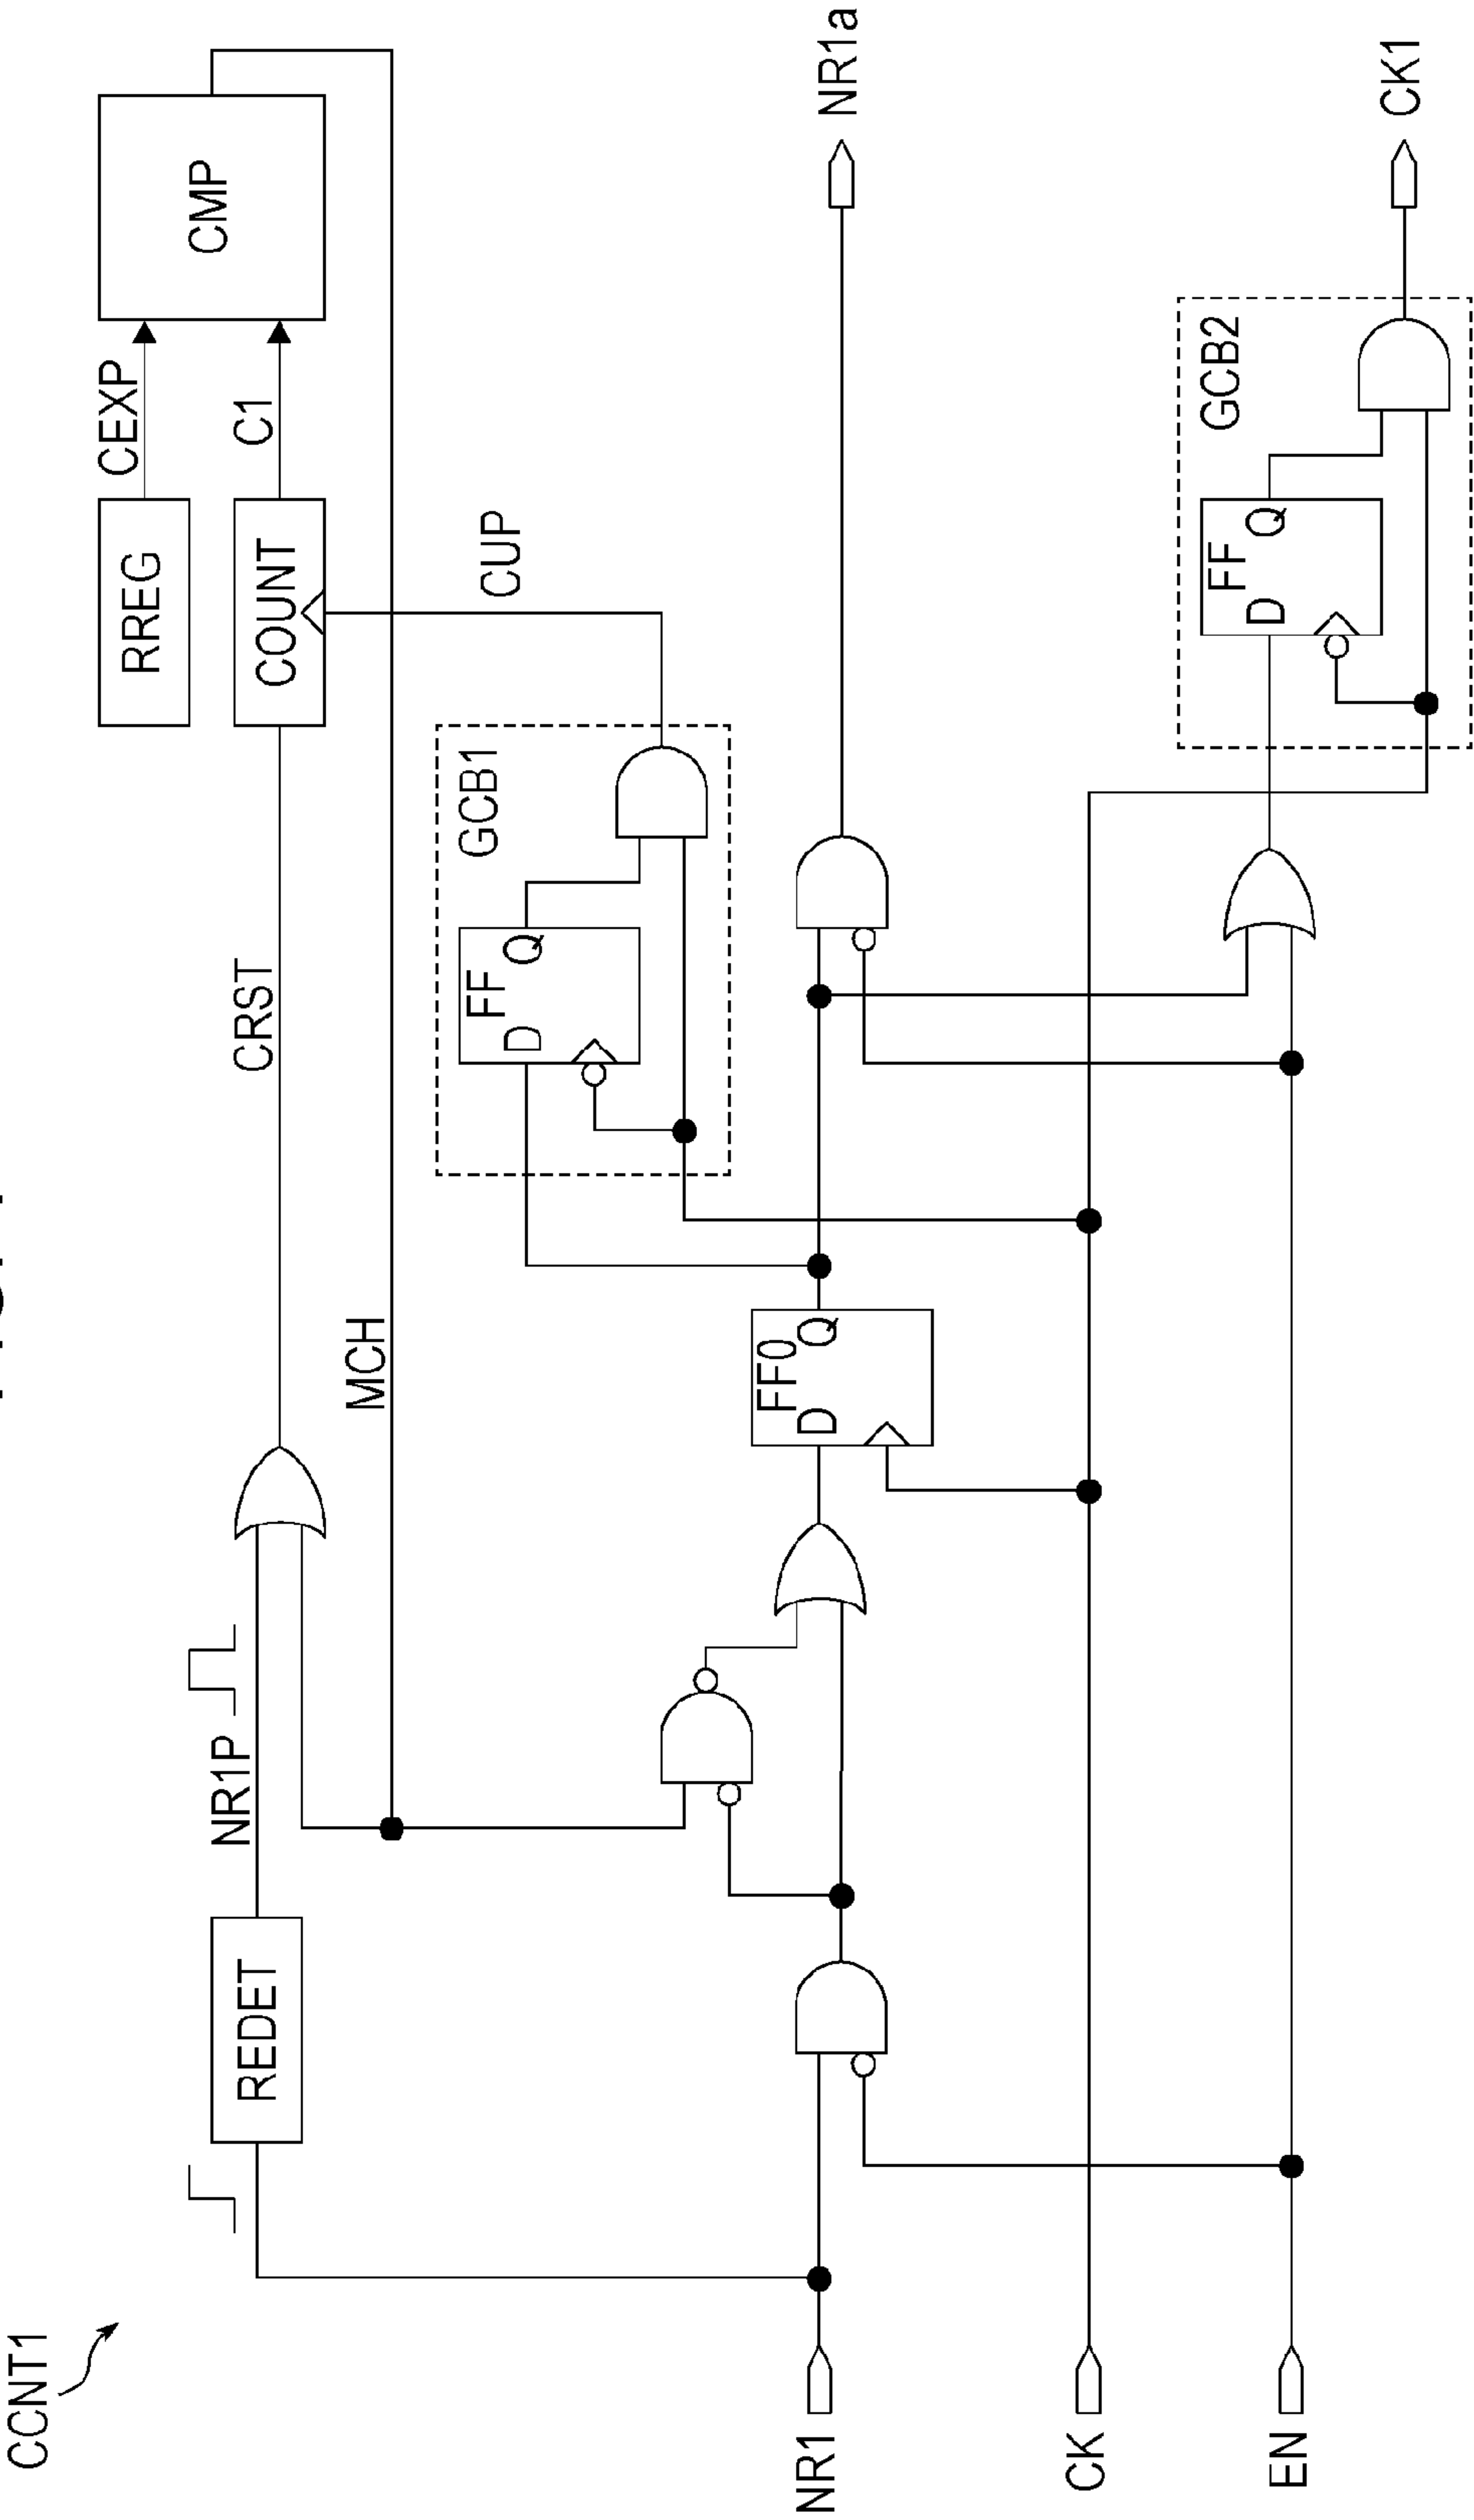 CCNT1
REDET
NR1P
CRST
MCH
RREG
CEXP
COUNT
C1
CMP
CUP
GCB1
FF
D Q
NR1
FF0
D Q
NR1a
CK
EN
GCB2
FF
D Q
CK1